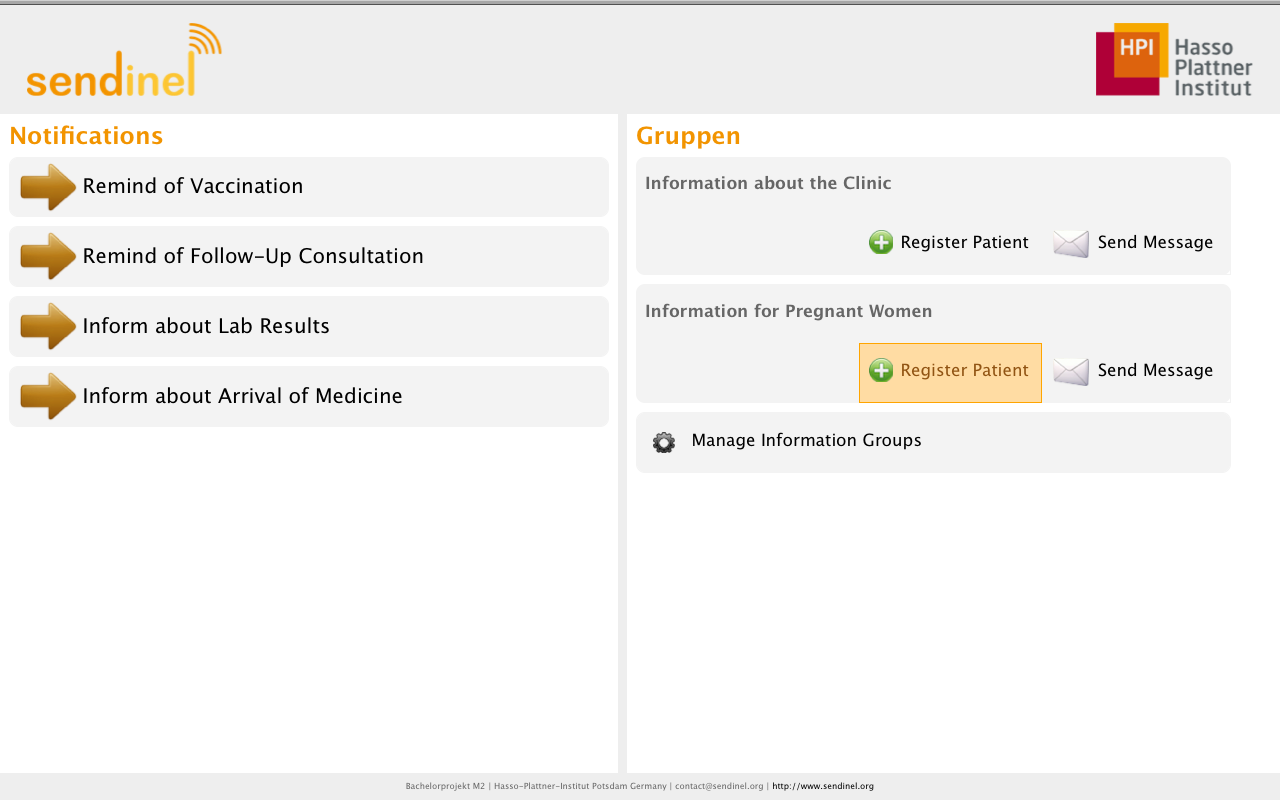 sendinel
HPI
Hasso
Plattner
Institut
Notifications
Remind of Vaccination
Remind of Follow-Up Consultation
Inform about Lab Results
Inform about Arrival of Medicine
Gruppen
Information about the Clinic
Register Patient Send Message
Information for Pregnant Women
Register Patient Send Message
Manage Information Groups
Bachelorprojekt M2 | Hasso-Plattner-Institut Potsdam Germany | contact@sendinel.org | http://www.sendinel.org